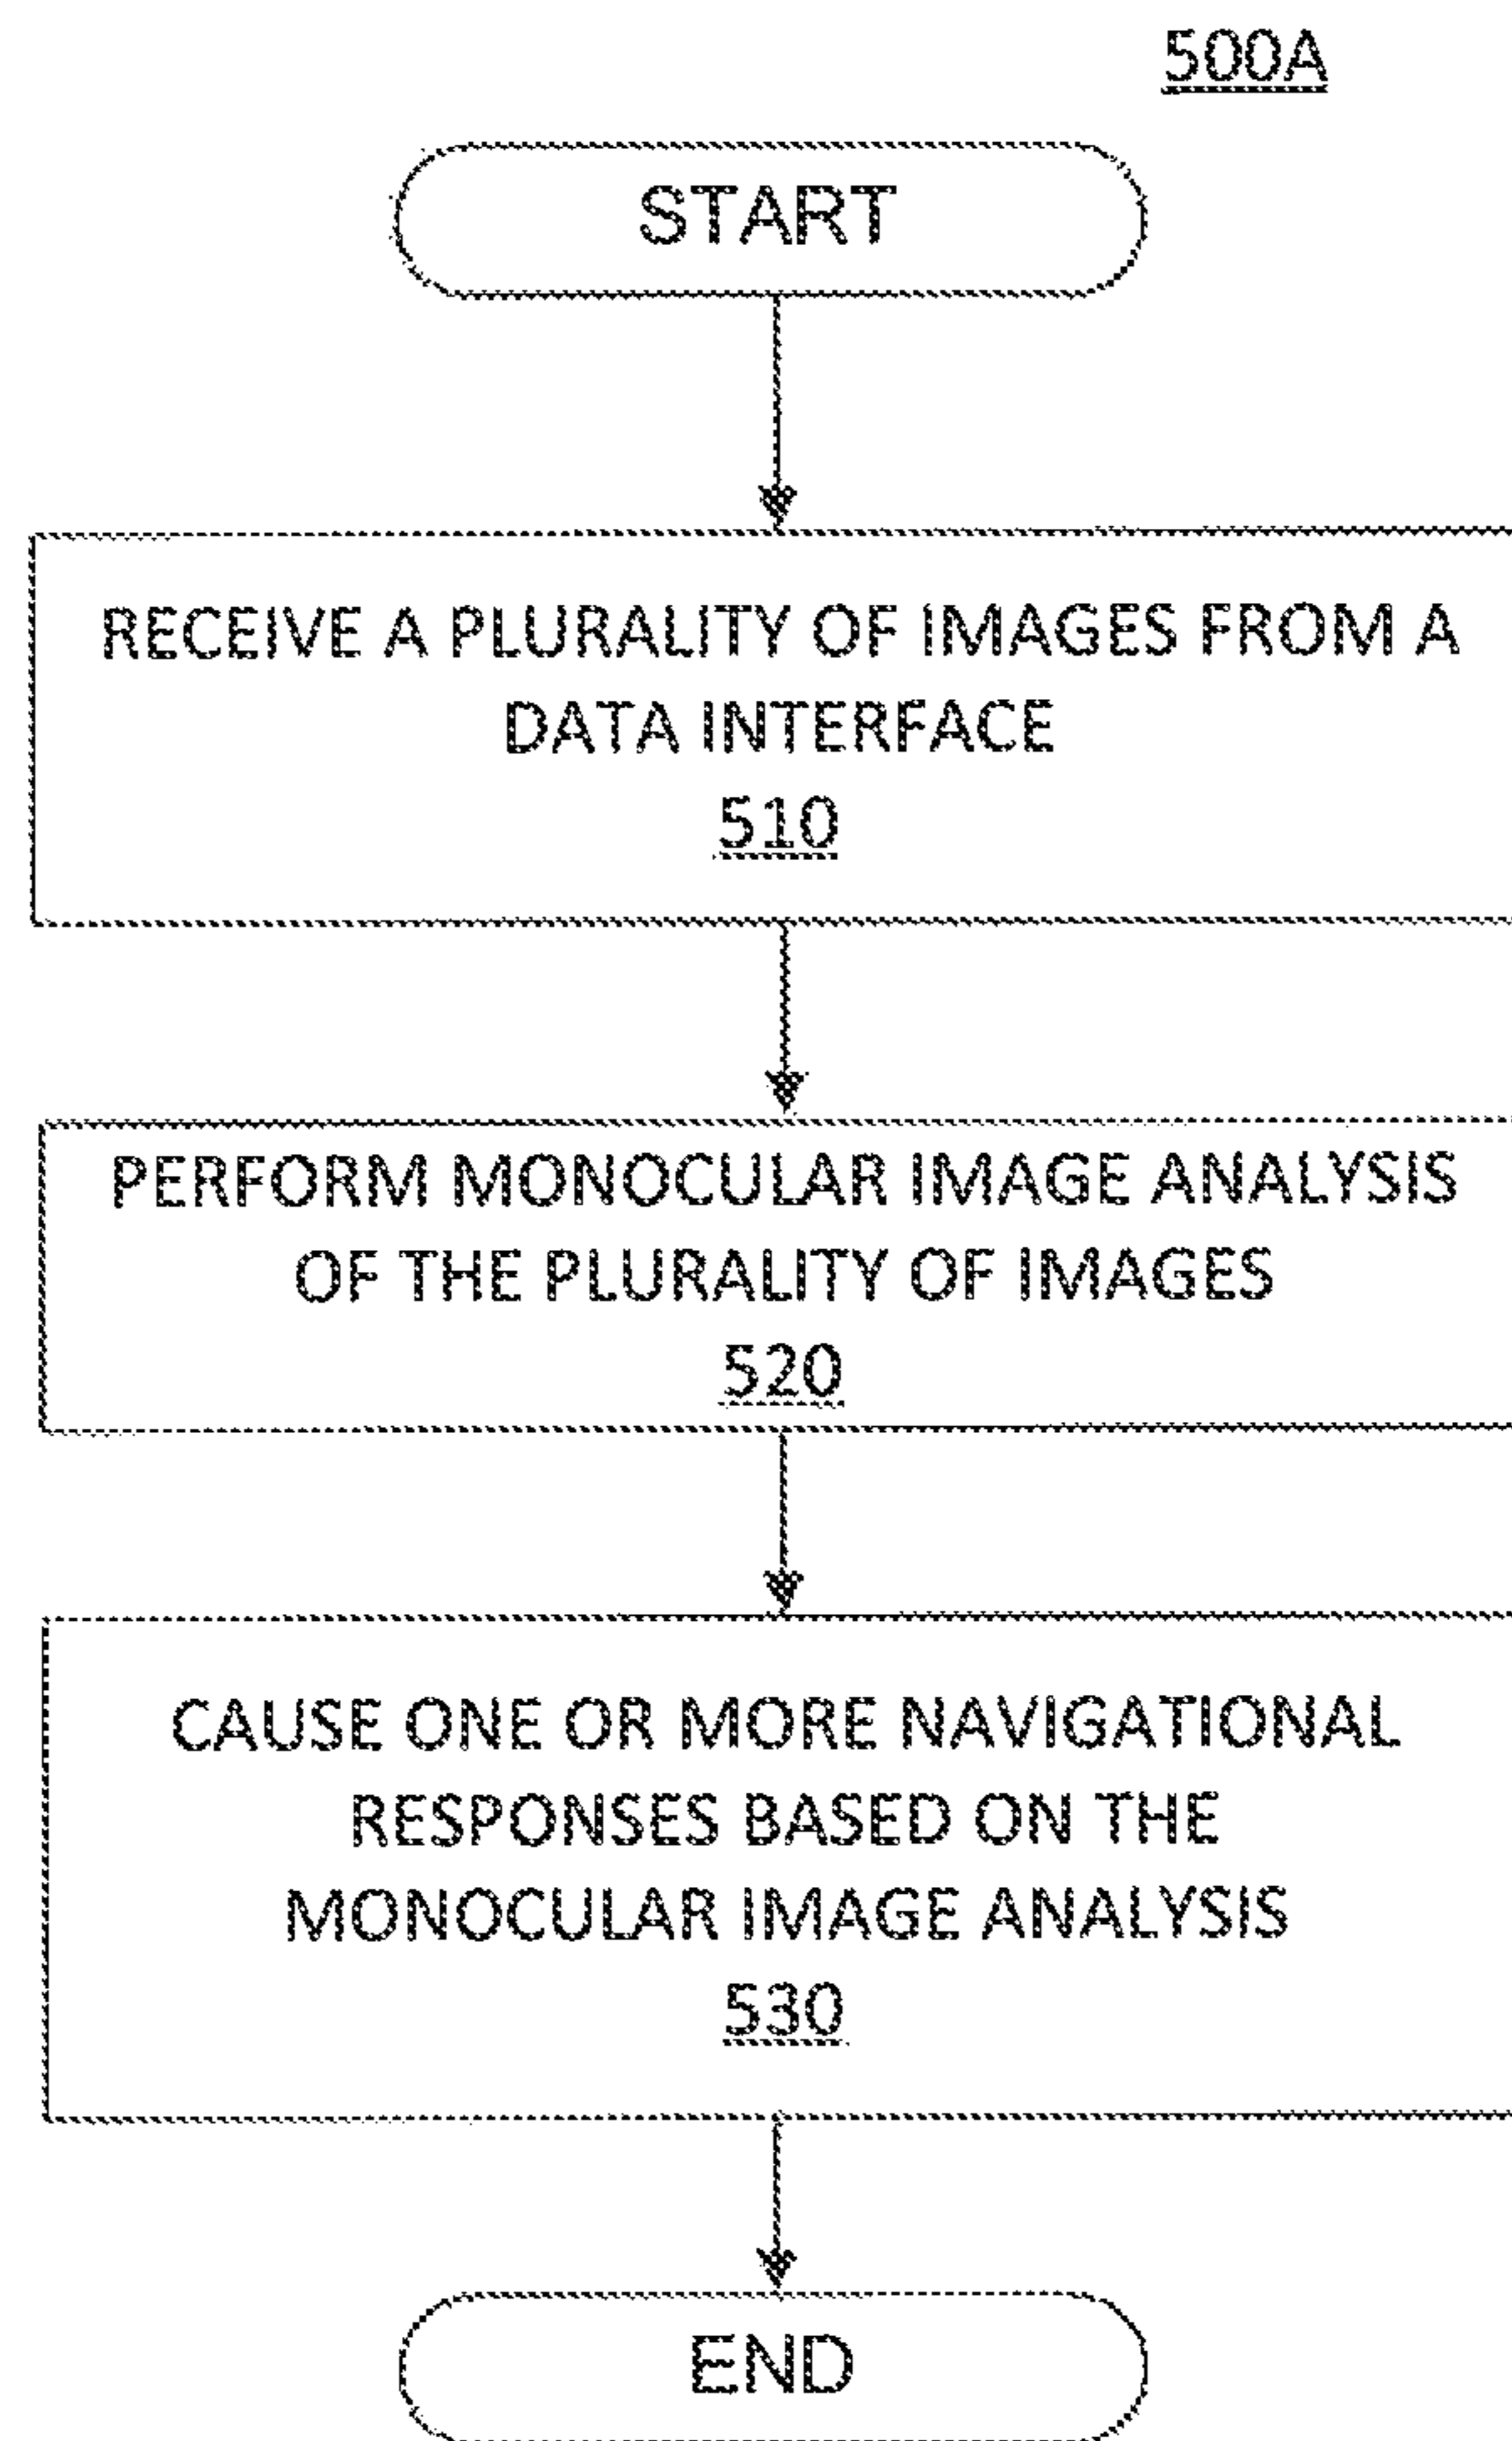 500A
START
RECEIVE A PLURALITY OF IMAGES FROM A
DATA INTERFACE
510
PERFORM MONOCULAR IMAGE ANALYSIS
OF THE PLURALITY OF IMAGES
520
CAUSE ONE OR MORE NAVIGATIONAL
RESPONSES BASED ON THE
MONOCULAR IMAGE ANALYSIS
530
END